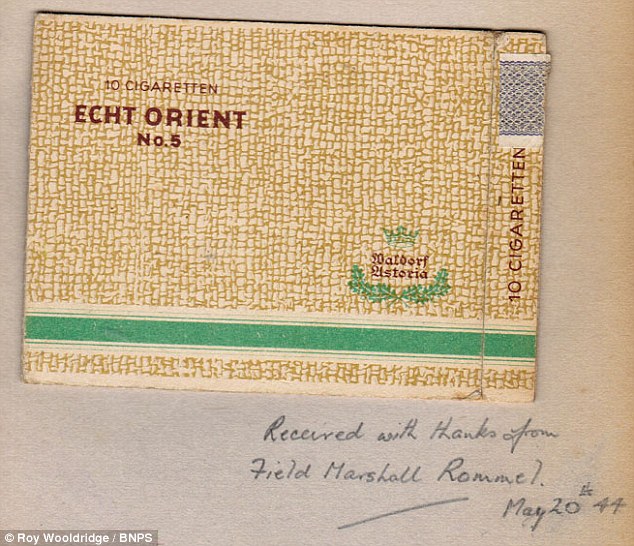 10 CIGARETTEN
ECHT ORIENT
No. 5
Waldorf
Astoria
10 CIGARETTEN
Received with thanks from
Field Marshall Rommel.
May 20th 44
© Roy Wooldridge / BNPS